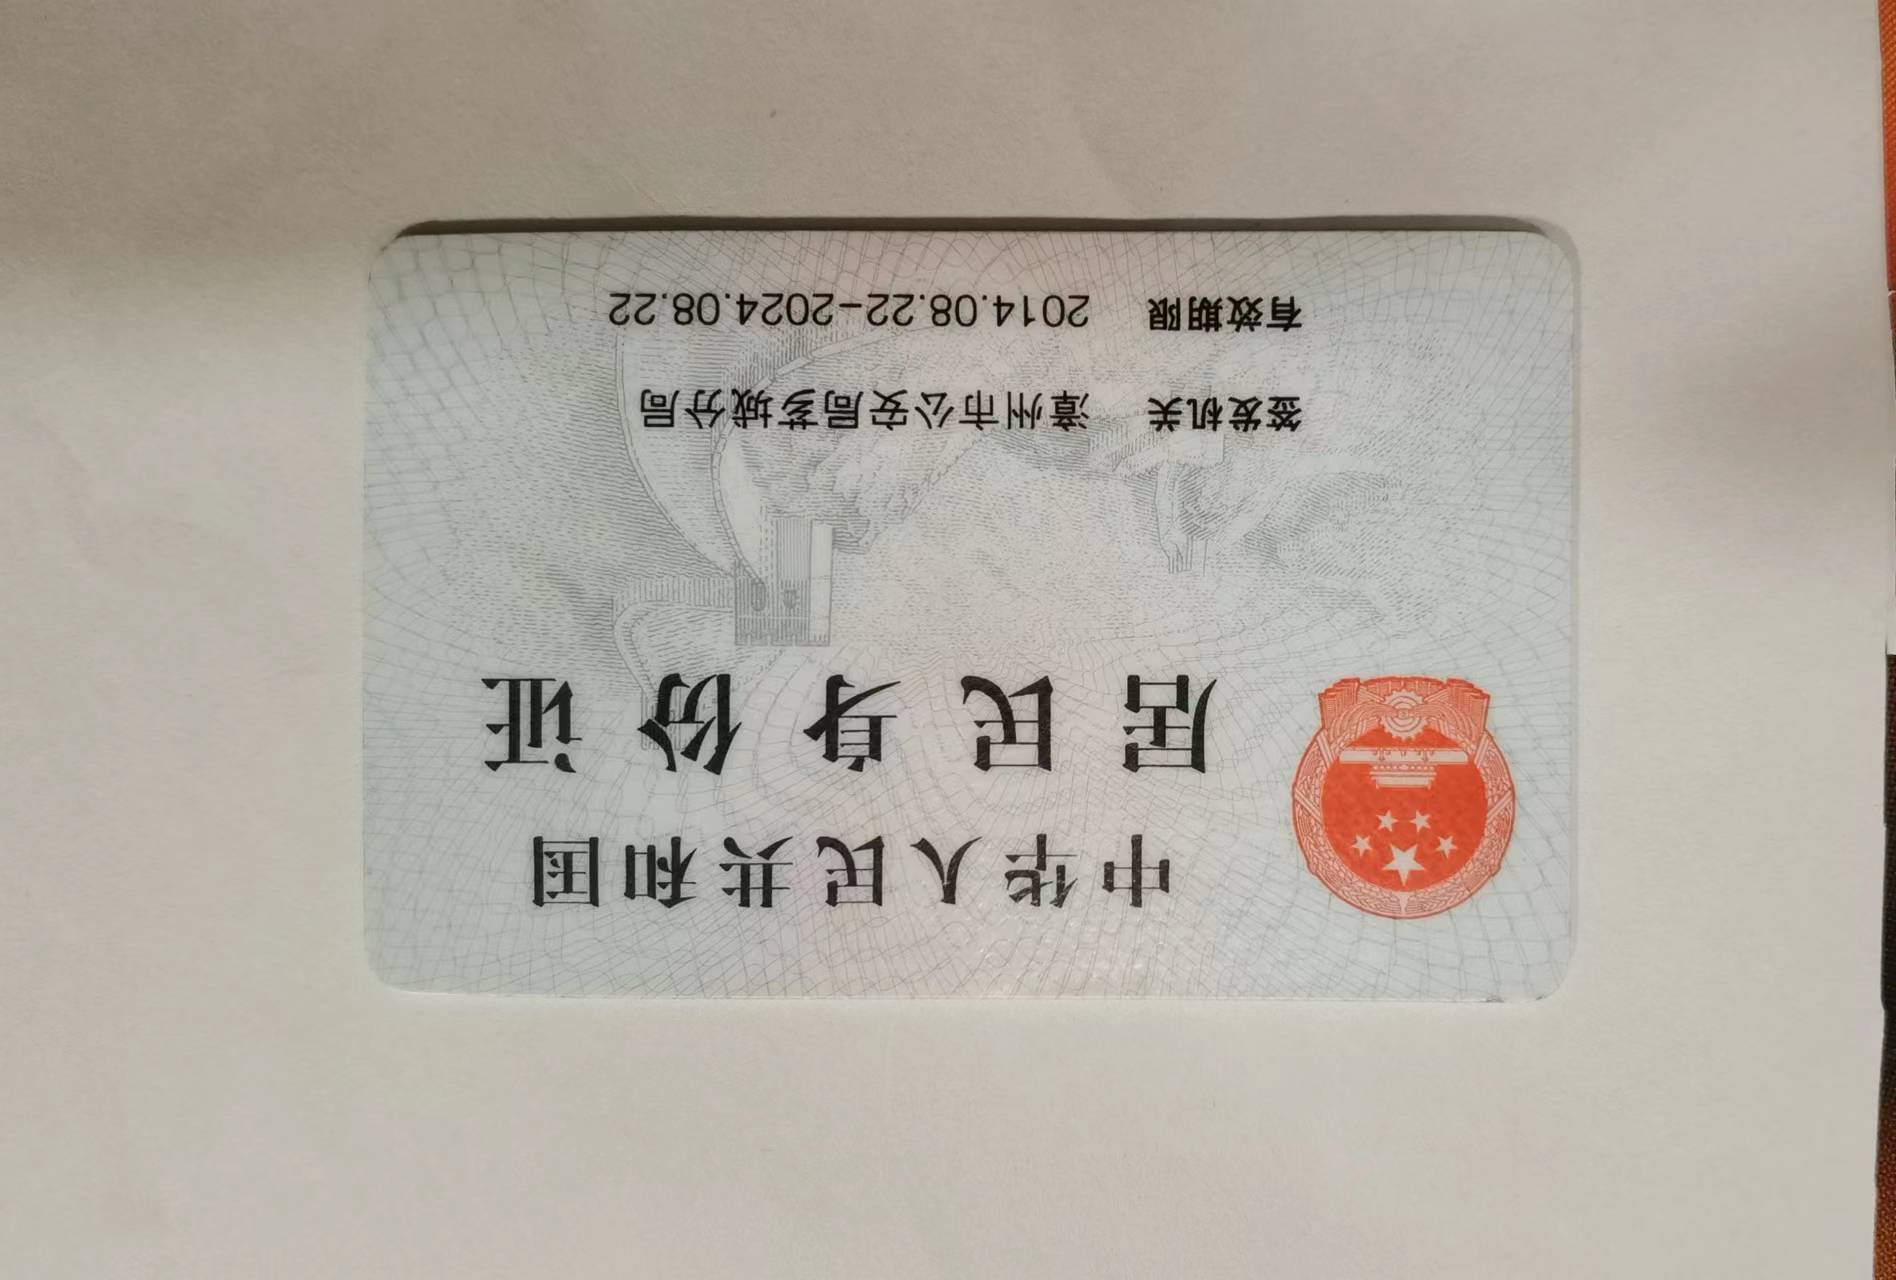 中华人民共和国
居民身份证
签发机关 漳州市公安局芗城分局
有效期限 2014.08.22-2024.08.22